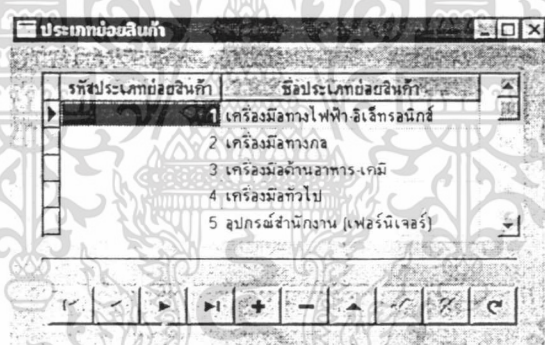 ประเภทย่อยสินค้า
รหัสประเภทย่อยสินค้า ชื่อประเภทย่อยสินค้า
1 เครื่องมือทางไฟฟ้า-อิเล็กทรอนิกส์
2 เครื่องมือทางกล
3 เครื่องมือด้านอาหาร-เคมี
4 เครื่องมือทั่วไป
5 อุปกรณ์สำนักงาน (เฟอร์นิเจอร์)